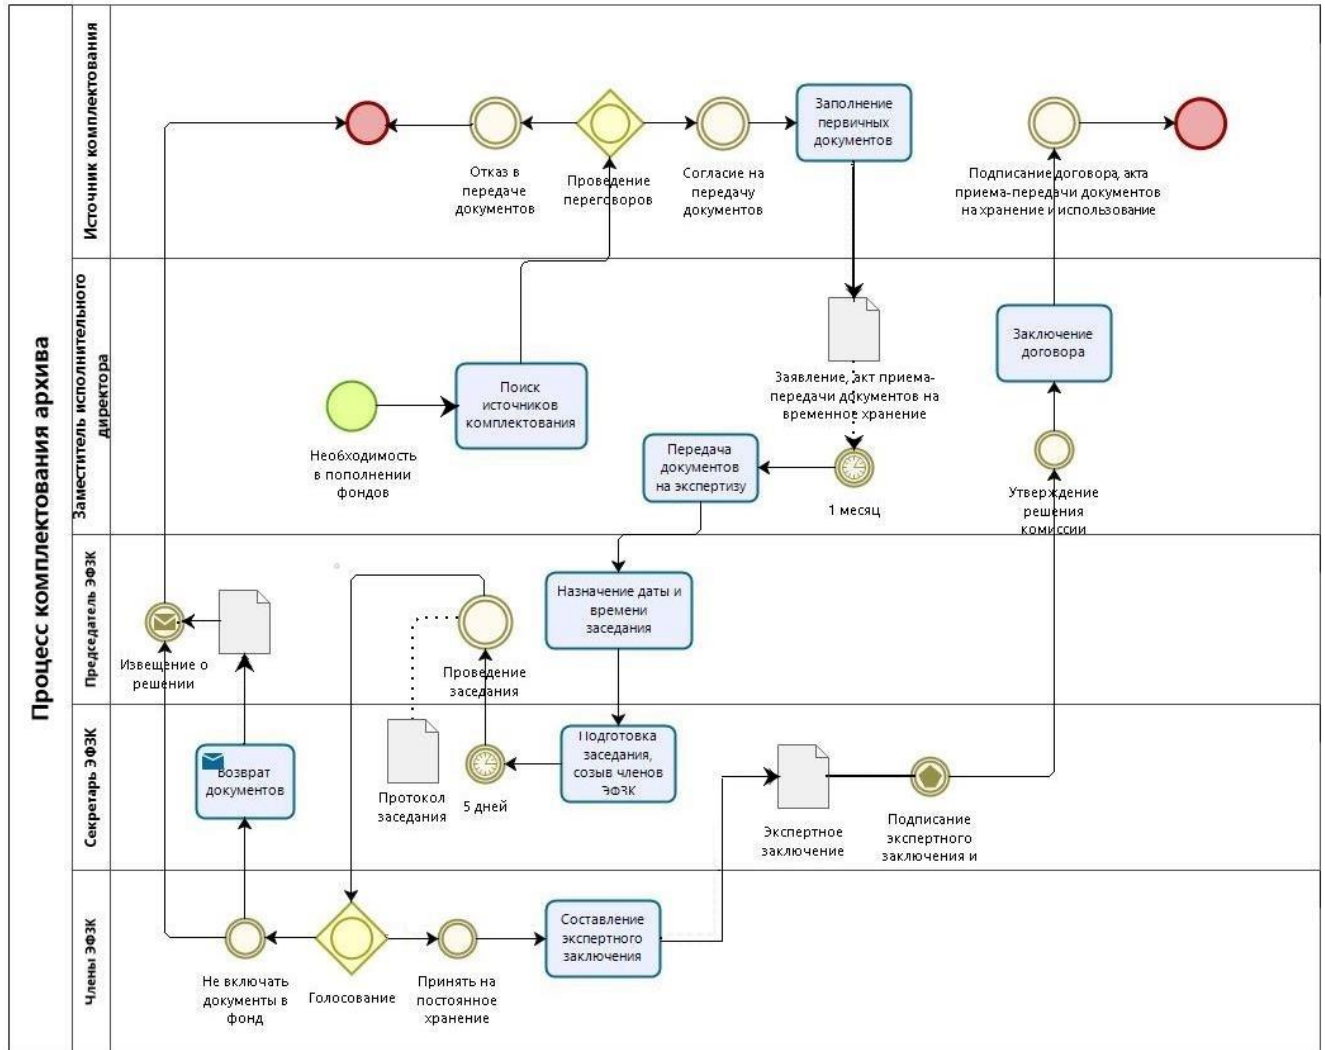 Процесс комплектования архива
Источник комплектования
Отказ в
передаче
документов
Проведение
переговоров
Согласие на
передачу
документов
Заполнение
первичных
документов
Подписание договора, акта
приема-передачи документов
на хранение и использование
Заместитель исполнительного
директора
Необходимость
в пополнении
фондов
Поиск
источников
комплектования
Заявление, акт приема-
передачи документов на
временное хранение
Передача
документов
на экспертизу
1 месяц
Заключение
договора
Утверждение
решения
комиссии
Председатель ЭФЗК
Извещение о
решении
Проведение
заседания
Назначение даты и
времени
заседания
Секретарь ЭФЗК
Возврат
документов
Протокол
заседания
5 дней
Подготовка
заседания,
созыв членов
ЭФЗК
Экспертное
заключение
Подписание
экспертного
заключения и
Члены ЭФЗК
Не включать
документы в
фонд
Голосование
Принять на
постоянное
хранение
Составление
экспертного
заключения